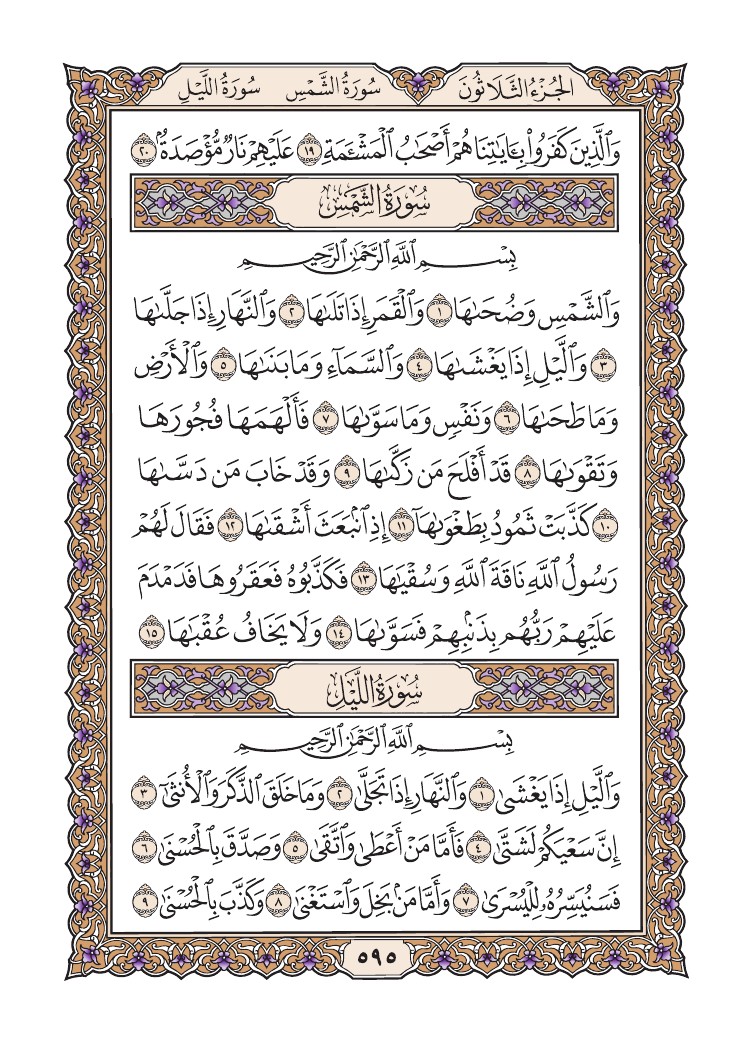 الجُزْءُ الثَّلَاثُونَ سُورَةُ الشَّمْسِ سُورَةُ اللَّيْلِ
وَٱلَّذِينَ كَفَرُوا۟ بِـَٔايَـٰتِنَا هُمْ أَصْحَـٰبُ ٱلْمَشْـَٔمَةِ ١٩ عَلَيْهِمْ نَارٌ مُّؤْصَدَةٌۢ ٢٠
سُورَةُ الشَّمْسِ
بِسْمِ ٱللَّهِ ٱلرَّحْمَـٰنِ ٱلرَّحِيمِ
وَٱلشَّمْسِ وَضُحَىٰهَا ١ وَٱلْقَمَرِ إِذَا تَلَىٰهَا ٢ وَٱلنَّهَارِ إِذَا جَلَّىٰهَا
٣ وَٱلَّيْلِ إِذَا يَغْشَىٰهَا ٤ وَٱلسَّمَآءِ وَمَا بَنَىٰهَا ٥ وَٱلْأَرْضِ
وَمَا طَحَىٰهَا ٦ وَنَفْسٍ وَمَا سَوَّىٰهَا ٧ فَأَلْهَمَهَا فُجُورَهَا
وَتَقْوَىٰهَا ٨ قَدْ أَفْلَحَ مَن زَكَّىٰهَا ٩ وَقَدْ خَابَ مَن دَسَّىٰهَا
١٠ كَذَّبَتْ ثَمُودُ بِطَغْوَىٰهَآ ١١ إِذِ ٱنۢبَعَثَ أَشْقَىٰهَا ١٢ فَقَالَ لَهُمْ
رَسُولُ ٱللَّهِ نَاقَةَ ٱللَّهِ وَسُقْيَـٰهَا ١٣ فَكَذَّبُوهُ فَعَقَرُوهَا فَدَمْدَمَ
عَلَيْهِمْ رَبُّهُم بِذَنۢبِهِمْ فَسَوَّىٰهَا ١٤ وَلَا يَخَافُ عُقْبَـٰهَا ١٥
سُورَةُ اللَّيْلِ
بِسْمِ ٱللَّهِ ٱلرَّحْمَـٰنِ ٱلرَّحِيمِ
وَٱلَّيْلِ إِذَا يَغْشَىٰ ١ وَٱلنَّهَارِ إِذَا تَجَلَّىٰ ٢ وَمَا خَلَقَ ٱلذَّكَرَ وَٱلْأُنثَىٰٓ ٣
إِنَّ سَعْيَكُمْ لَشَتَّىٰ ٤ فَأَمَّا مَنْ أَعْطَىٰ وَٱتَّقَىٰ ٥ وَصَدَّقَ بِٱلْحُسْنَىٰ ٦
فَسَنُيَسِّرُهُۥ لِلْيُسْرَىٰ ٧ وَأَمَّا مَنۢ بَخِلَ وَٱسْتَغْنَىٰ ٨ وَكَذَّبَ بِٱلْحُسْنَىٰ ٩
٥٩٥